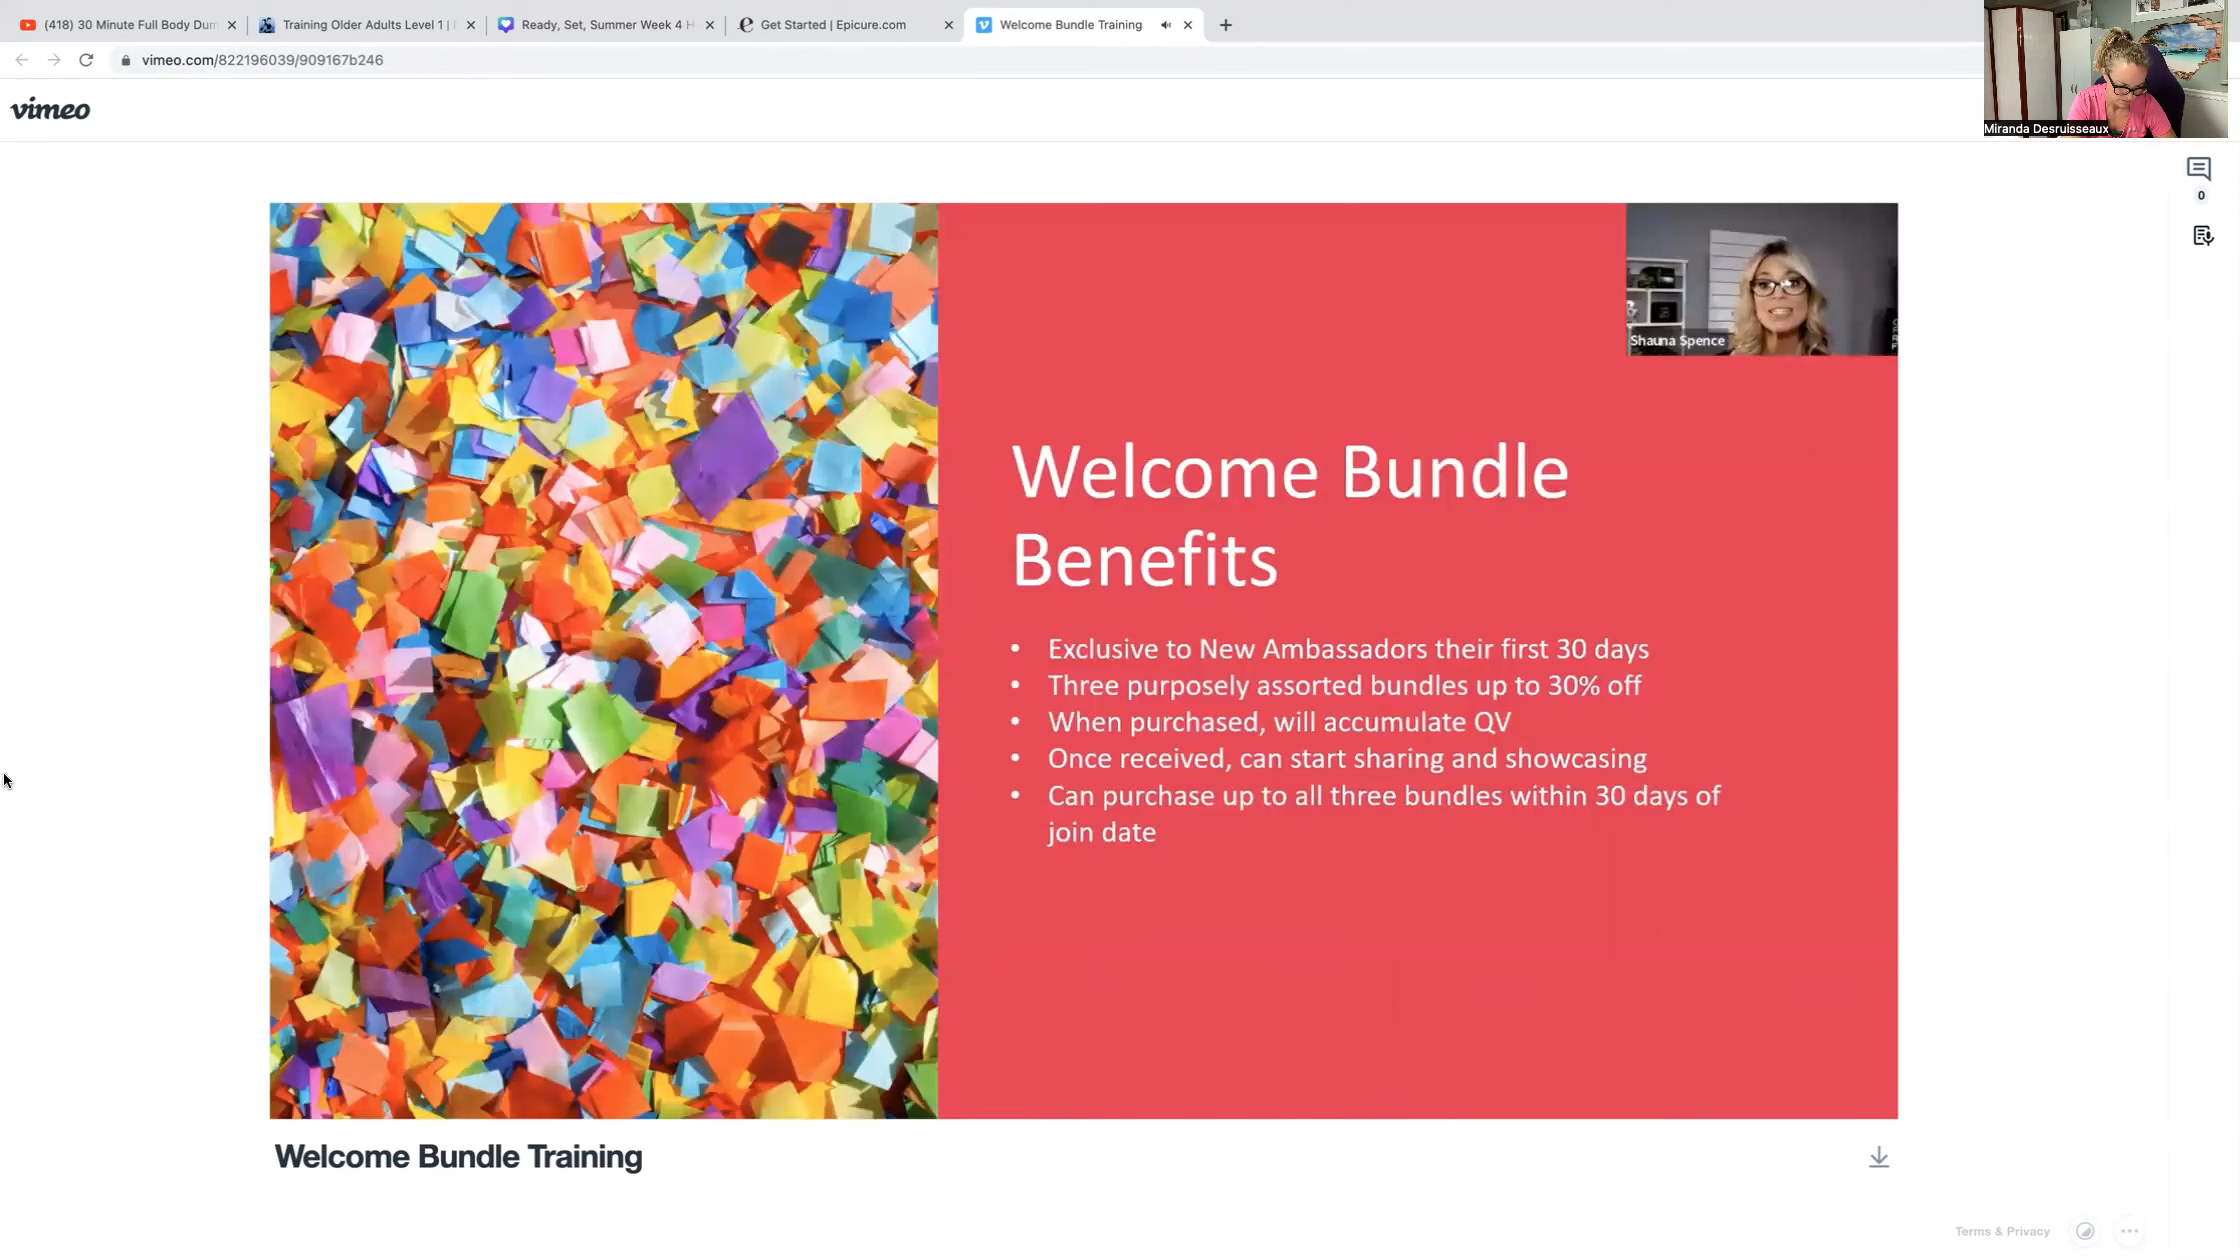 (418) 30 Minute Full Body Dum
Training Older Adults Level 1 |
Ready, Set, Summer Week 4 H
Get Started | Epicure.com
Welcome Bundle Training
vimeo.com/822196039/909167b246
Miranda Desruisseaux
vimeo
0
Shauna Spence
Welcome Bundle
Benefits
• Exclusive to New Ambassadors their first 30 days
• Three purposely assorted bundles up to 30% off
• When purchased, will accumulate QV
• Once received, can start sharing and showcasing
• Can purchase up to all three bundles within 30 days of
join date
Welcome Bundle Training
Terms & Privacy